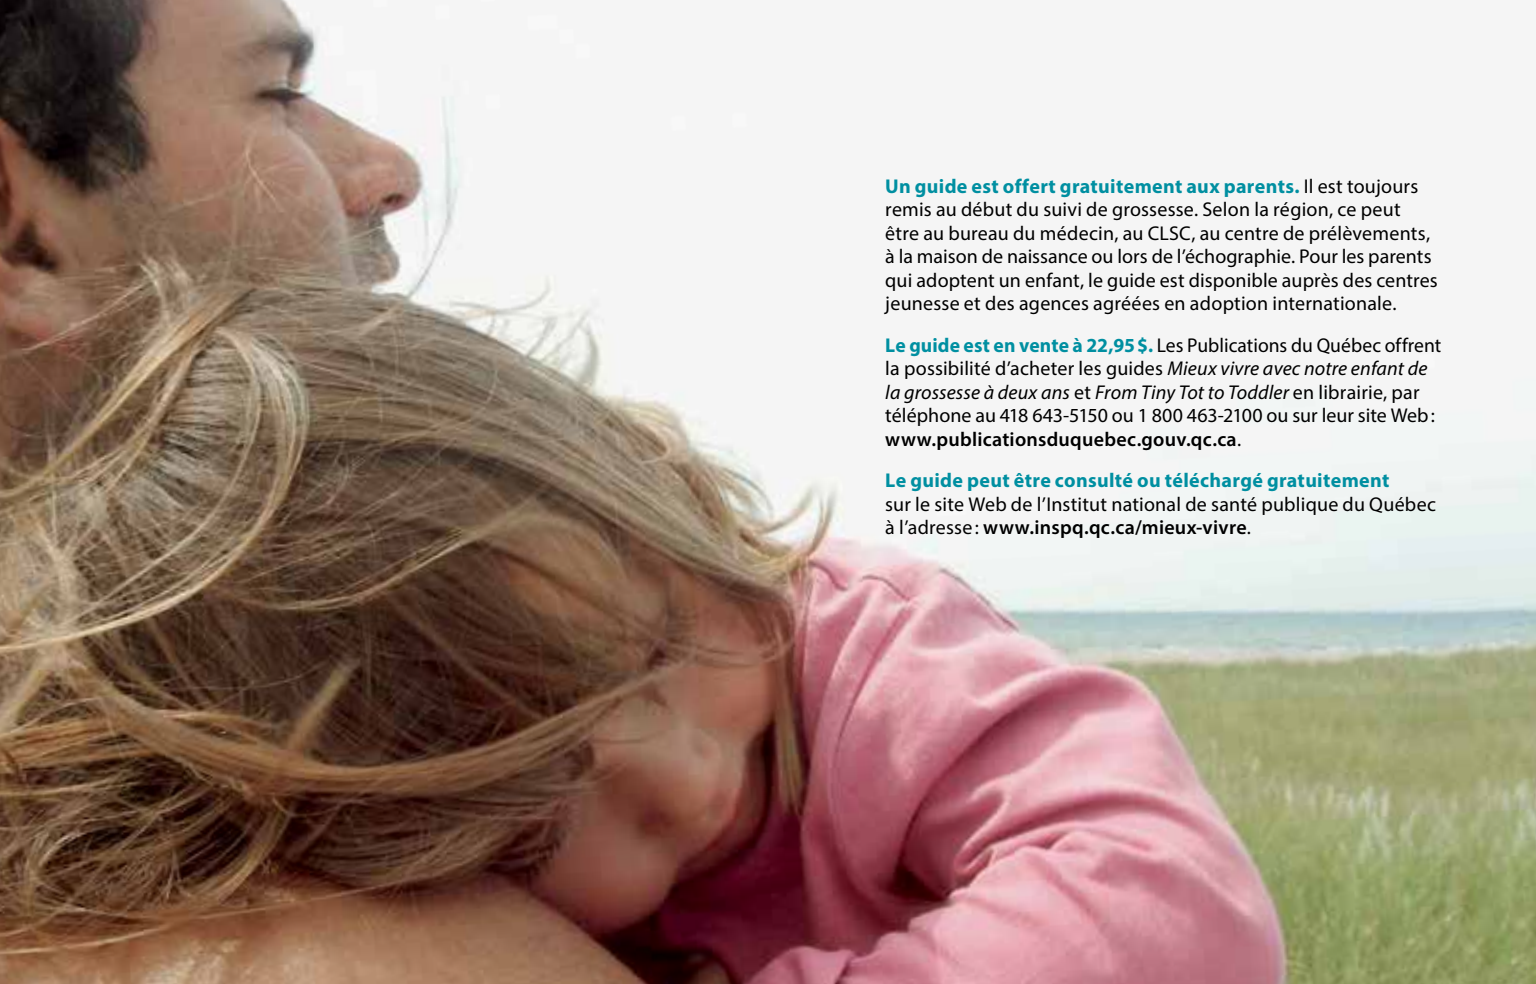 Un guide est offert gratuitement aux parents. Il est toujours
remis au début du suivi de grossesse. Selon la région, ce peut
être au bureau du médecin, au CLSC, au centre de prélèvements,
à la maison de naissance ou lors de l’échographie. Pour les parents
qui adoptent un enfant, le guide est disponible auprès des centres
jeunesse et des agences agréées en adoption internationale.
Le guide est en vente à 22,95 $. Les Publications du Québec offrent
la possibilité d’acheter les guides Mieux vivre avec notre enfant de
la grossesse à deux ans et From Tiny Tot to Toddler en librairie, par
téléphone au 418 643-5150 ou 1 800 463-2100 ou sur leur site Web :
www.publicationsduquebec.gouv.qc.ca.
Le guide peut être consulté ou téléchargé gratuitement
sur le site Web de l’Institut national de santé publique du Québec
à l’adresse : www.inspq.qc.ca/mieux-vivre.